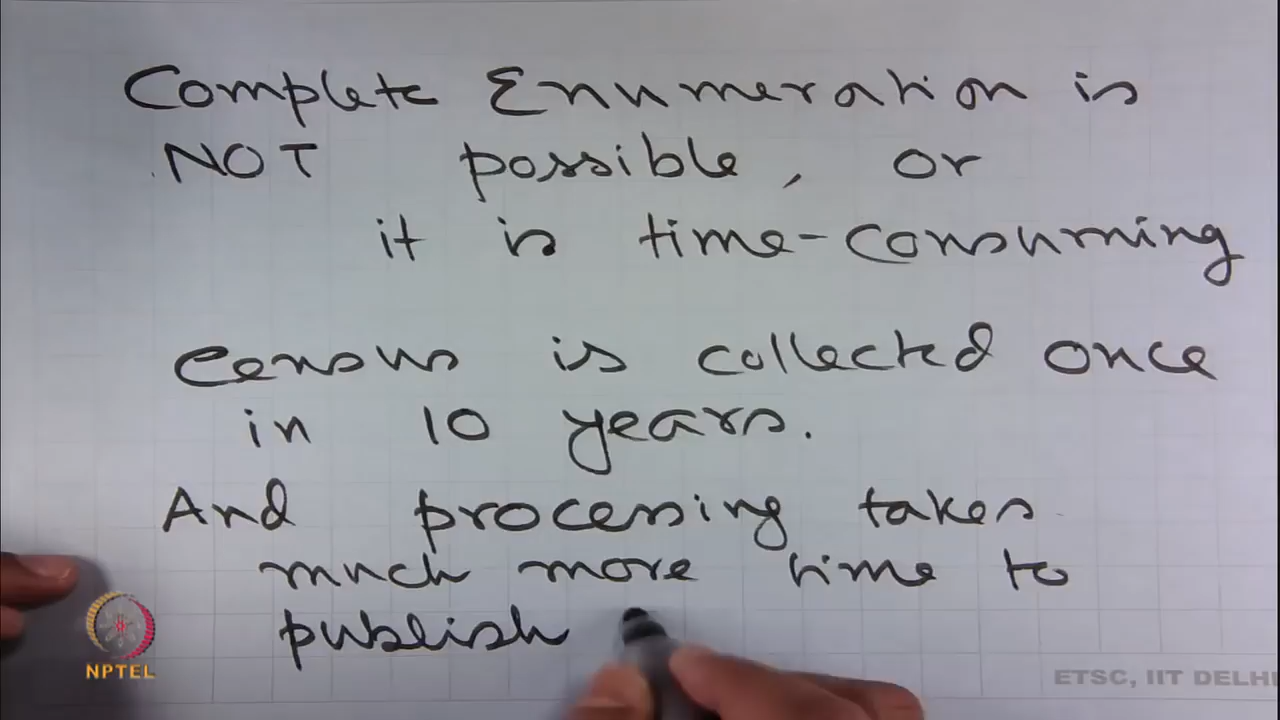 Complete Enumeration is
NOT possible, or
it is time-consuming
Census is collected once
in 10 years.
And processing takes
much more time to
publish
NPTEL
ETSC, IIT DELHI